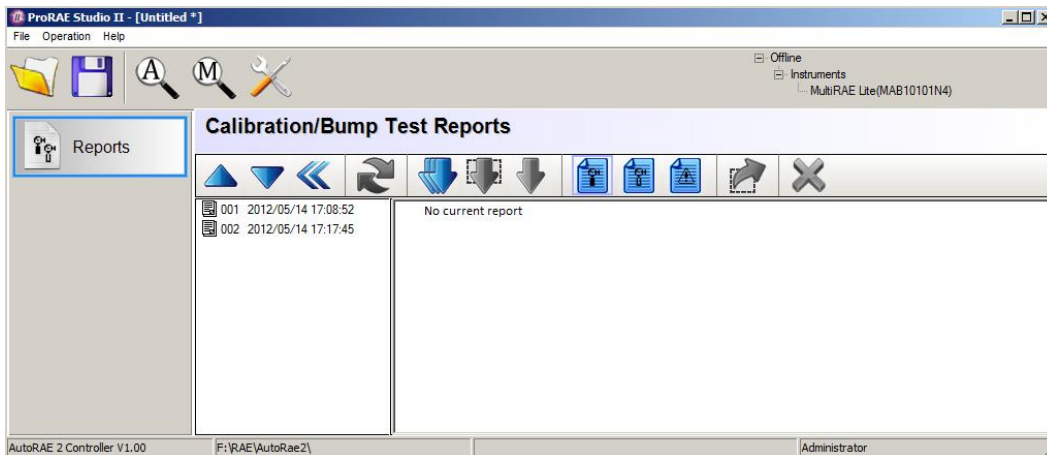 ProRAE Studio II - [Untitled *]
File Operation Help
A M
Offline
Instruments
MultiRAE Lite(MAB10101N4)
Reports
Calibration/Bump Test Reports
001 2012/05/14 17:08:52
002 2012/05/14 17:17:45
No current report
AutoRAE 2 Controller V1.00 F:\RAE\AutoRae2\ Administrator